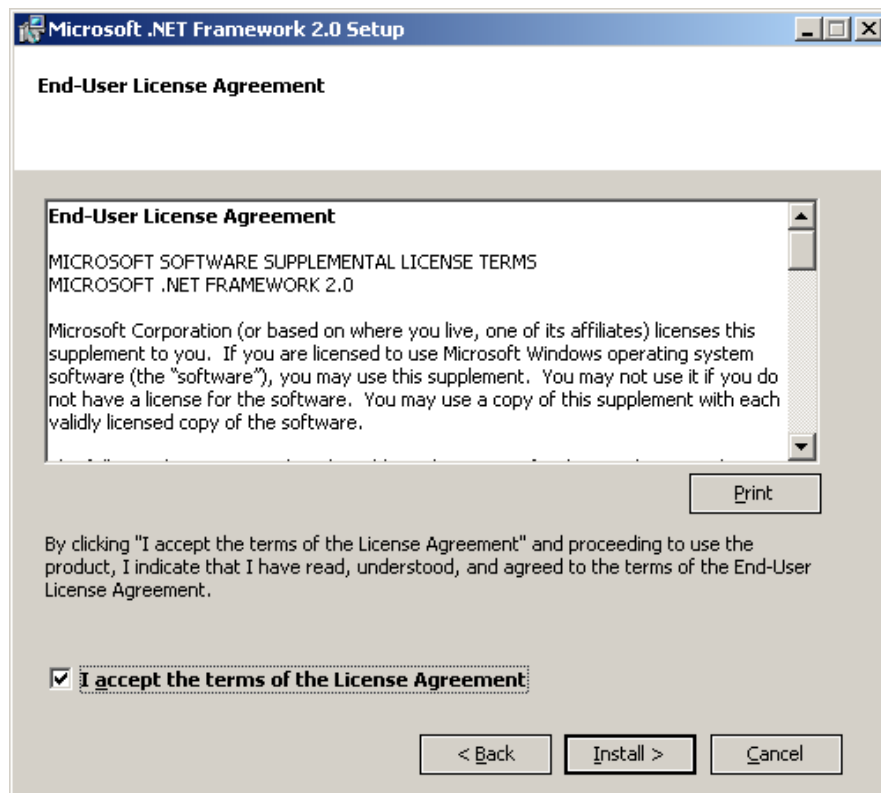 Microsoft .NET Framework 2.0 Setup
End-User License Agreement
End-User License Agreement
MICROSOFT SOFTWARE SUPPLEMENTAL LICENSE TERMS
MICROSOFT .NET FRAMEWORK 2.0
Microsoft Corporation (or based on where you live, one of its affiliates) licenses this
supplement to you.  If you are licensed to use Microsoft Windows operating system
software (the “software”), you may use this supplement.  You may not use it if you do
not have a license for the software.  You may use a copy of this supplement with each
validly licensed copy of the software.
Print
By clicking "I accept the terms of the License Agreement" and proceeding to use the
product, I indicate that I have read, understood, and agreed to the terms of the End-User
License Agreement.
I accept the terms of the License Agreement
< Back
Install >
Cancel